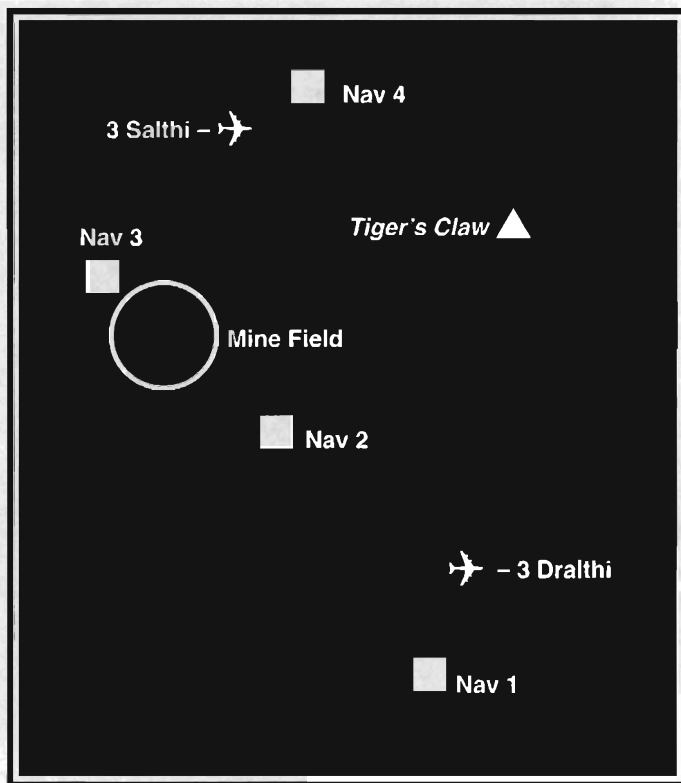 Nav 4
3 Salthi –
Tiger's Claw
Nav 3
Mine Field
Nav 2
– 3 Dralthi
Nav 1